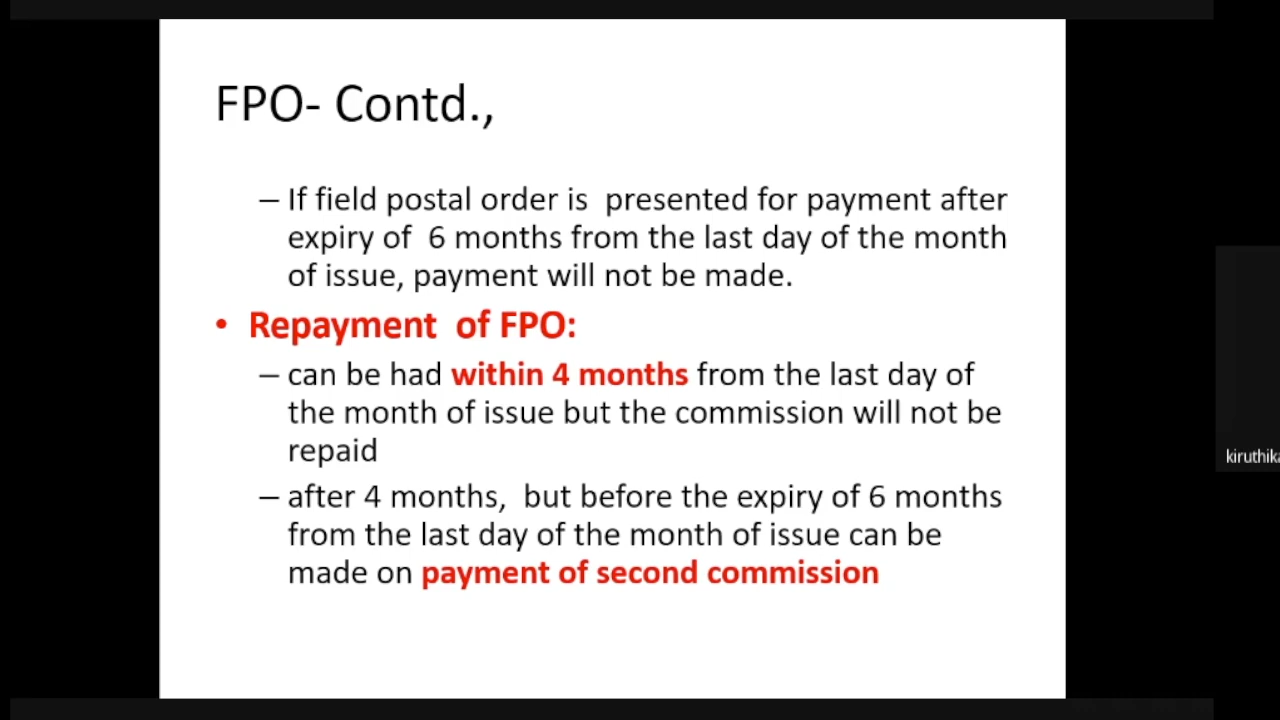 FPO- Contd.,
– If field postal order is presented for payment after
expiry of 6 months from the last day of the month
of issue, payment will not be made.
• Repayment of FPO:
– can be had within 4 months from the last day of
the month of issue but the commission will not be
repaid
– after 4 months, but before the expiry of 6 months
from the last day of the month of issue can be
made on payment of second commission
kiruthika